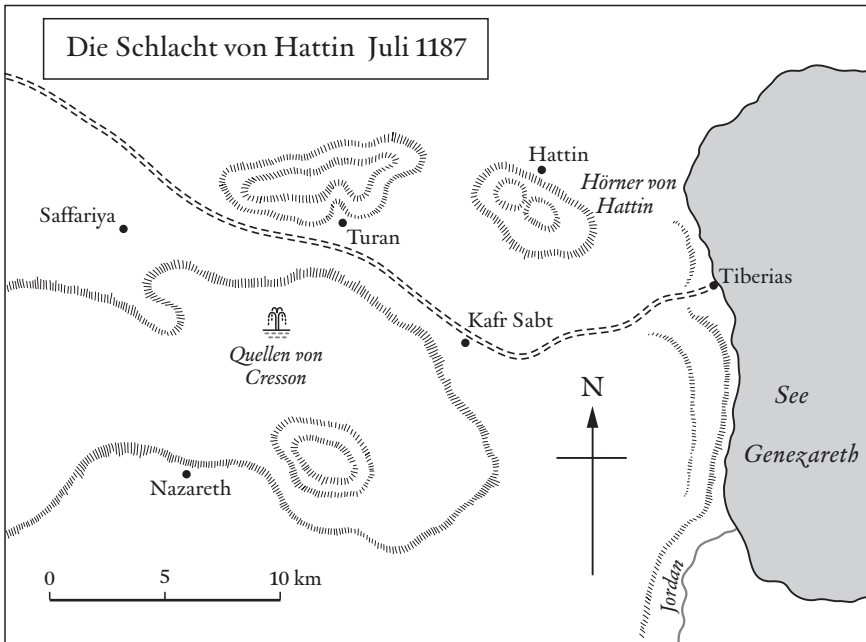 Die Schlacht von Hattin Juli 1187
Hattin
Hörner von
Hattin
Saffariya
Turan
Tiberias
Kafr Sabt
Quellen von
Cresson
N
See
Genezareth
Nazareth
0 5 10 km
Jordan